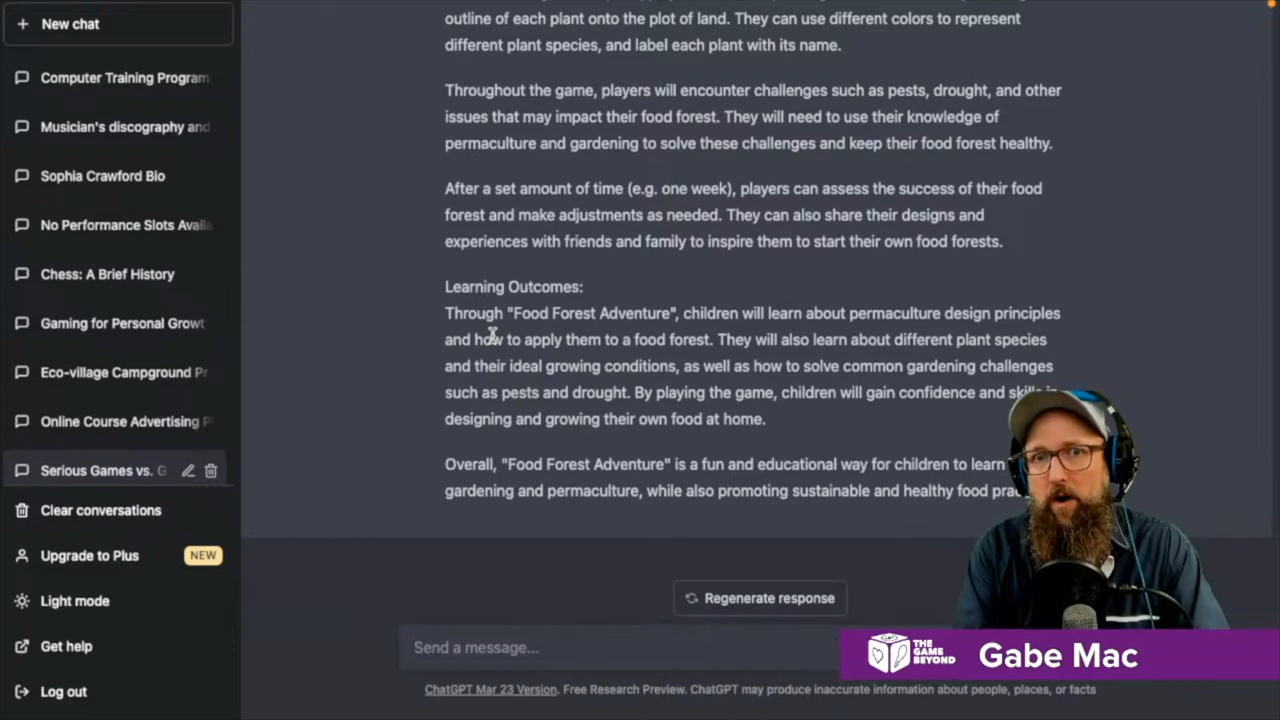 New chat
Computer Training Program
Musician's discography and
Sophia Crawford Bio
No Performance Slots Availa
Chess: A Brief History
Gaming for Personal Growt
Eco-village Campground Pr
Online Course Advertising P
Serious Games vs. G
Clear conversations
Upgrade to Plus NEW
Light mode
Get help
Log out
outline of each plant onto the plot of land. They can use different colors to represent
different plant species, and label each plant with its name.
Throughout the game, players will encounter challenges such as pests, drought, and other
issues that may impact their food forest. They will need to use their knowledge of
permaculture and gardening to solve these challenges and keep their food forest healthy.
After a set amount of time (e.g. one week), players can assess the success of their food
forest and make adjustments as needed. They can also share their designs and
experiences with friends and family to inspire them to start their own food forests.
Learning Outcomes:
Through "Food Forest Adventure", children will learn about permaculture design principles
and how to apply them to a food forest. They will also learn about different plant species
and their ideal growing conditions, as well as how to solve common gardening challenges
such as pests and drought. By playing the game, children will gain confidence and skills
designing and growing their own food at home.
Overall, "Food Forest Adventure" is a fun and educational way for children to learn
gardening and permaculture, while also promoting sustainable and healthy food prac
Regenerate response
Send a message...
ChatGPT Mar 23 Version. Free Research Preview. ChatGPT may produce inaccurate information about people, places, or facts
THE
GAME
BEYOND
Gabe Mac